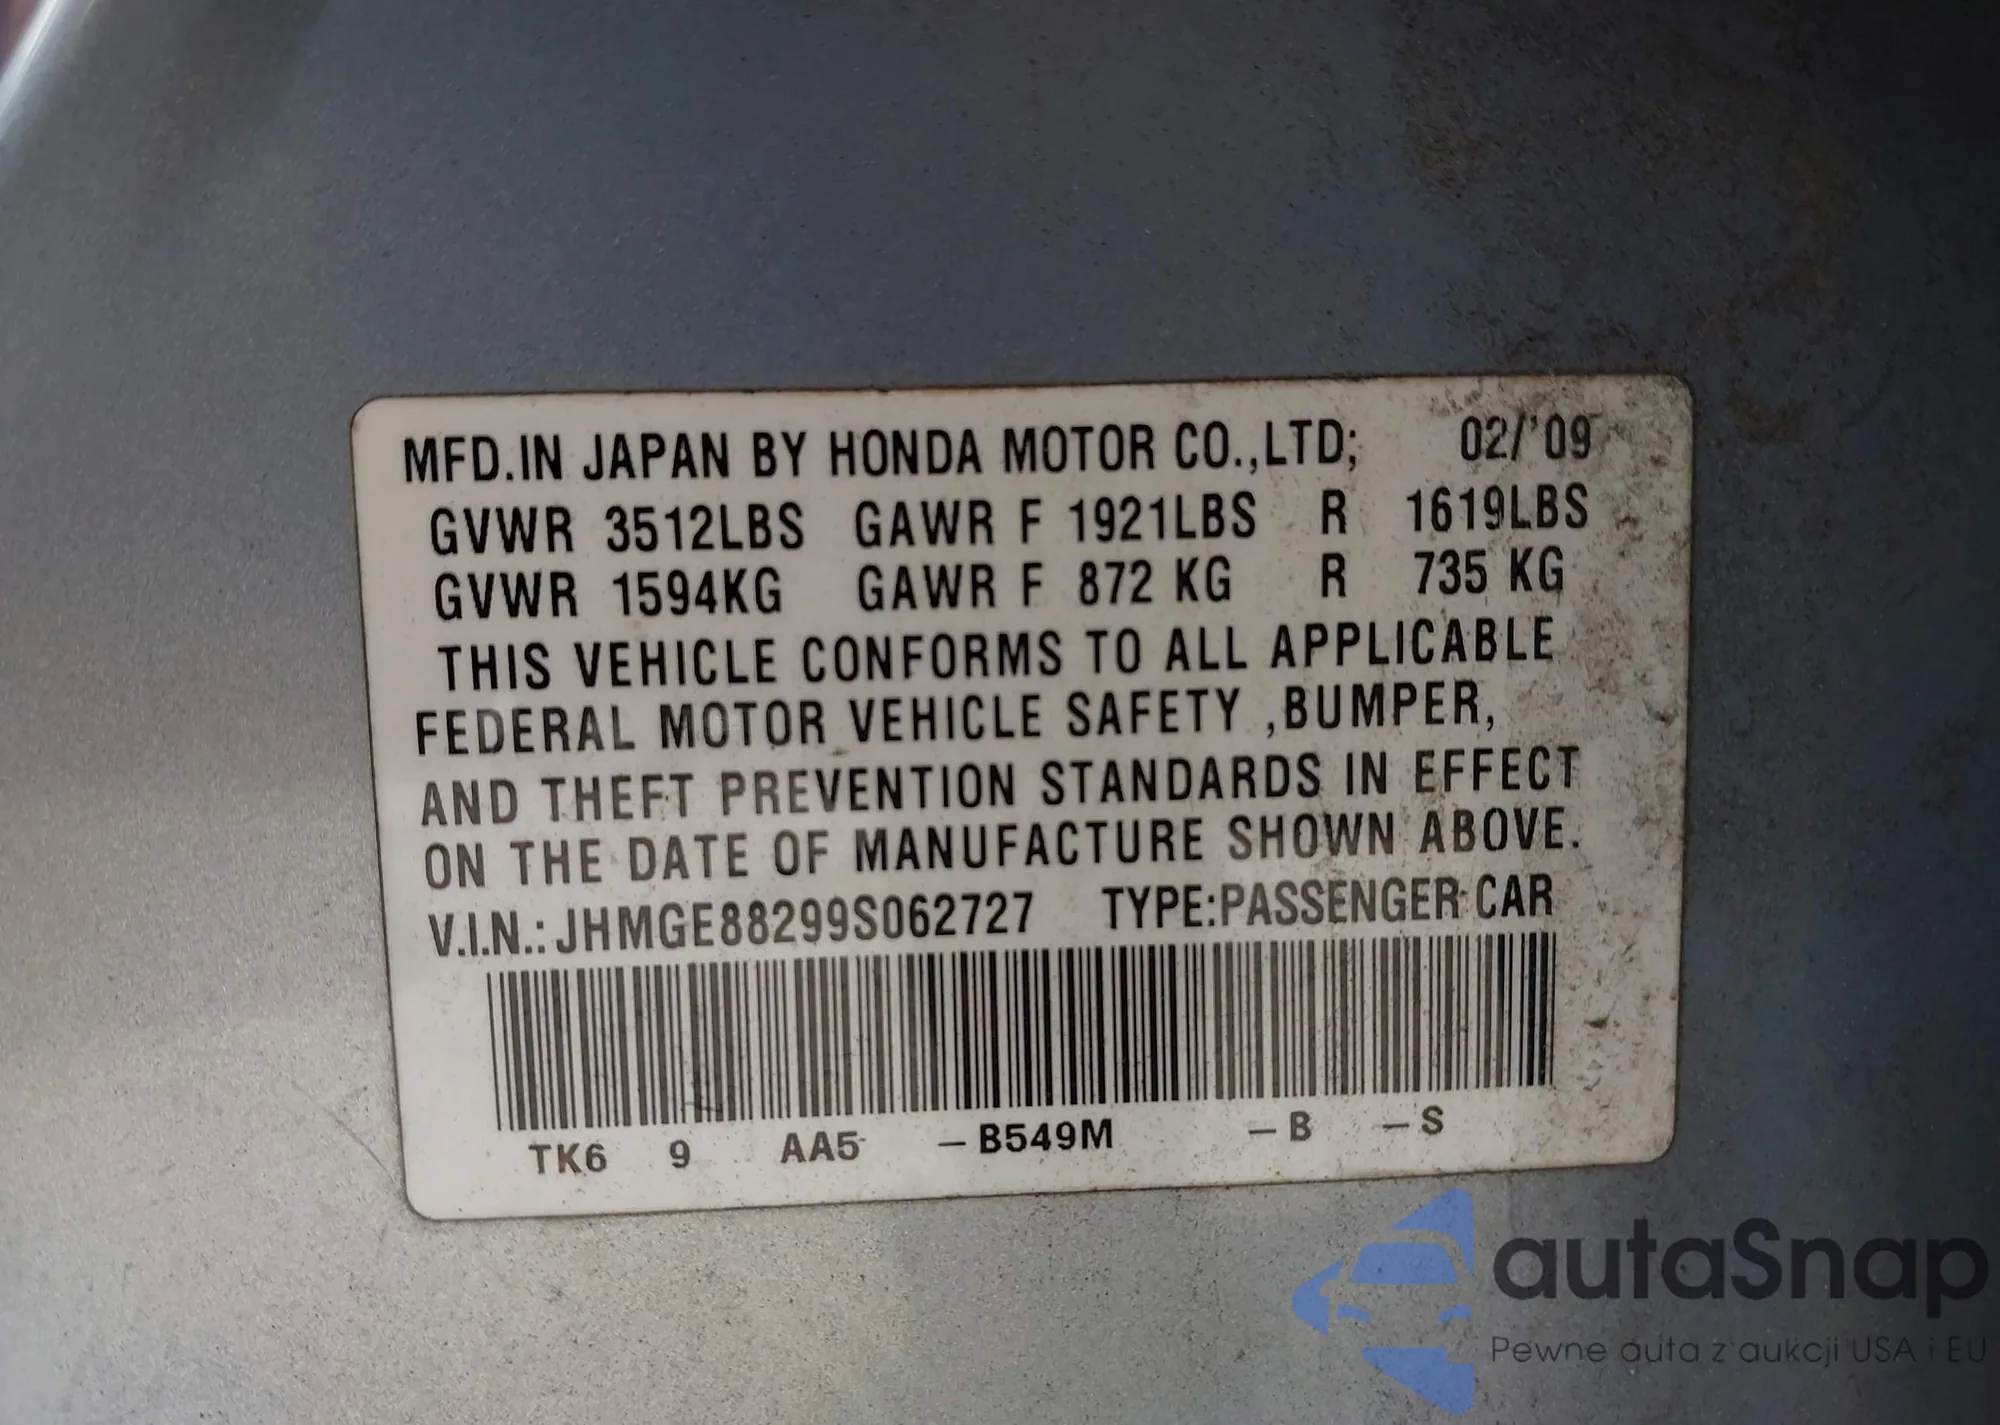 MFD.IN JAPAN BY HONDA MOTOR CO.,LTD; 02/'09
GVWR 3512LBS GAWR F 1921LBS R 1619LBS
GVWR 1594KG GAWR F 872 KG R 735 KG
THIS VEHICLE CONFORMS TO ALL APPLICABLE
FEDERAL MOTOR VEHICLE SAFETY ,BUMPER,
AND THEFT PREVENTION STANDARDS IN EFFECT
ON THE DATE OF MANUFACTURE SHOWN ABOVE.
V.I.N.: JHMGE88299S062727 TYPE:PASSENGER CAR
TK6 9 AA5 –B549M –B –S
autaSnap
Pewne auta z aukcji USA i EU